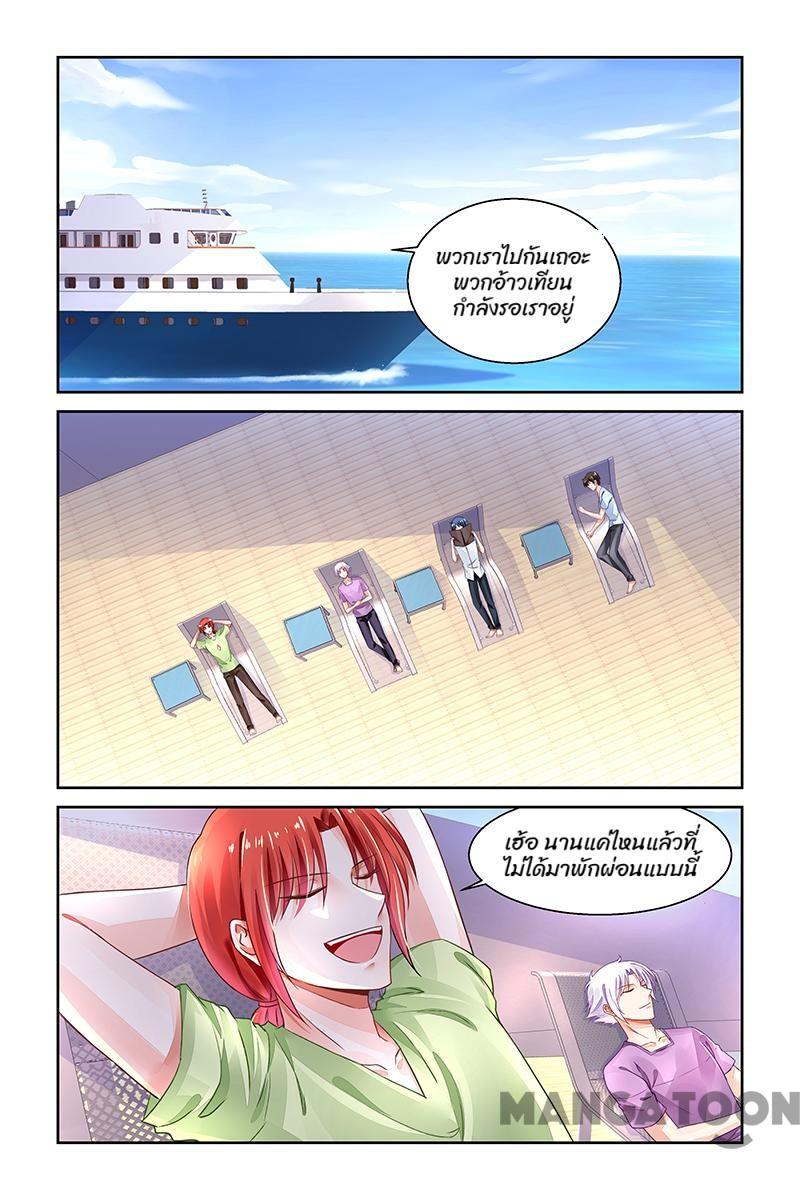 พวกเราไปกันเถอะ
พวกอ้าวเทียน
กำลังรอเราอยู่
เฮ้อ นานแค่ไหนแล้วที่
ไม่ได้มาพักผ่อนแบบนี้
MANGATOON